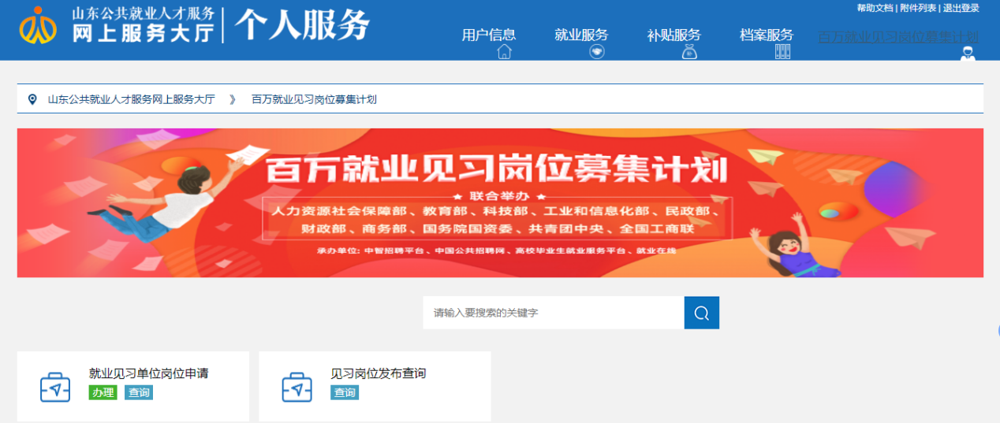 帮助文档 | 附件列表 | 退出登录
山东公共就业人才服务
网上服务大厅
个人服务
用户信息 就业服务 补贴服务 档案服务 百万就业见习岗位募集计划
山东公共就业人才服务网上服务大厅 》 百万就业见习岗位募集计划
百万就业见习岗位募集计划
★ 联合举办 ★
人力资源社会保障部、教育部、科技部、工业和信息化部、民政部、
财政部、商务部、国务院国资委、共青团中央、全国工商联
承办单位: 中智招聘平台、中国公共招聘网、高校毕业生就业服务平台、就业在线
请输入要搜索的关键字
就业见习单位岗位申请
办理 查询
见习岗位发布查询
查询